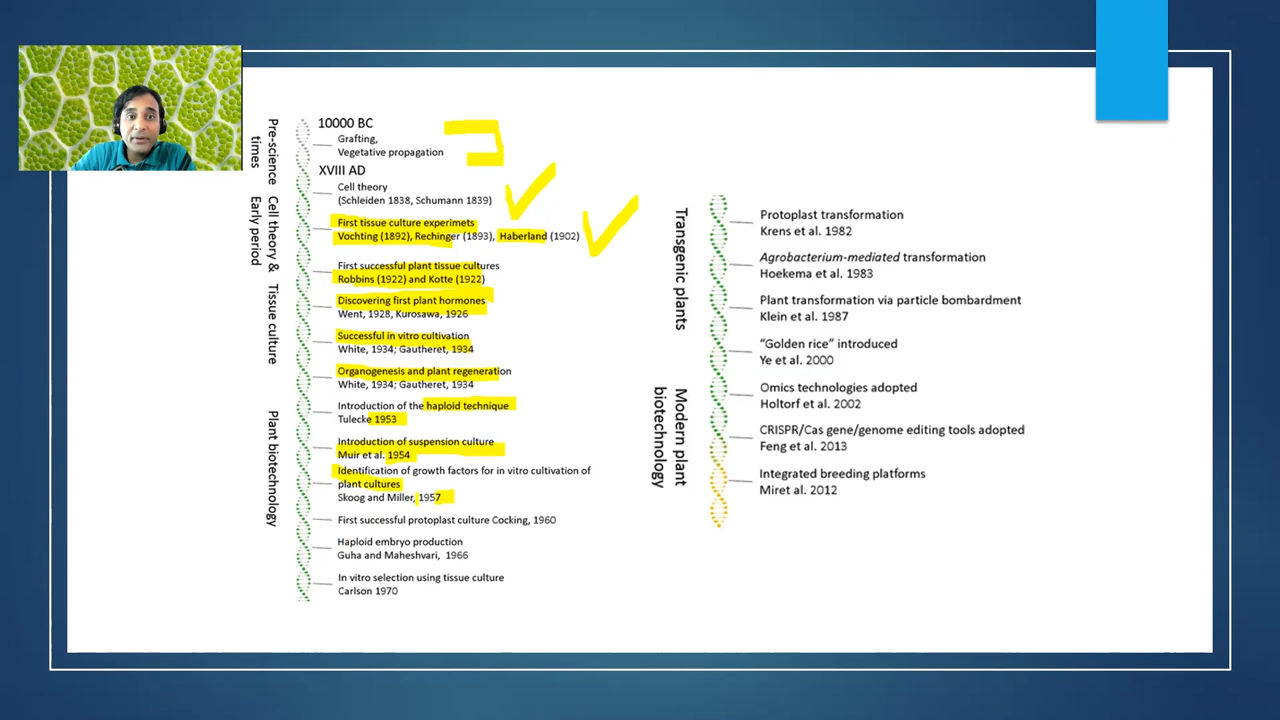 Pre-science
times
10000 BC
Grafting,
Vegetative propagation
XVIII AD
Cell theory &
Early period
Cell theory
(Schleiden 1838, Schumann 1839)
First tissue culture experimets
Vochting (1892), Rechinger (1893), Haberland (1902)
Tissue culture
First successful plant tissue cultures
Robbins (1922) and Kotte (1922)
Discovering first plant hormones
Went, 1928, Kurosawa, 1926
Successful in vitro cultivation
White, 1934; Gautheret, 1934
Organogenesis and plant regeneration
White, 1934; Gautheret, 1934
Plant biotechnology
Introduction of the haploid technique
Tulecke 1953
Introduction of suspension culture
Muir et al. 1954
Identification of growth factors for in vitro cultivation of
plant cultures
Skoog and Miller, 1957
First successful protoplast culture Cocking, 1960
Haploid embryo production
Guha and Maheshvari, 1966
In vitro selection using tissue culture
Carlson 1970
Transgenic plants
Protoplast transformation
Krens et al. 1982
Agrobacterium-mediated transformation
Hoekema et al. 1983
Plant transformation via particle bombardment
Klein et al. 1987
“Golden rice” introduced
Ye et al. 2000
Modern plant
biotechnology
Omics technologies adopted
Holtorf et al. 2002
CRISPR/Cas gene/genome editing tools adopted
Feng et al. 2013
Integrated breeding platforms
Miret al. 2012